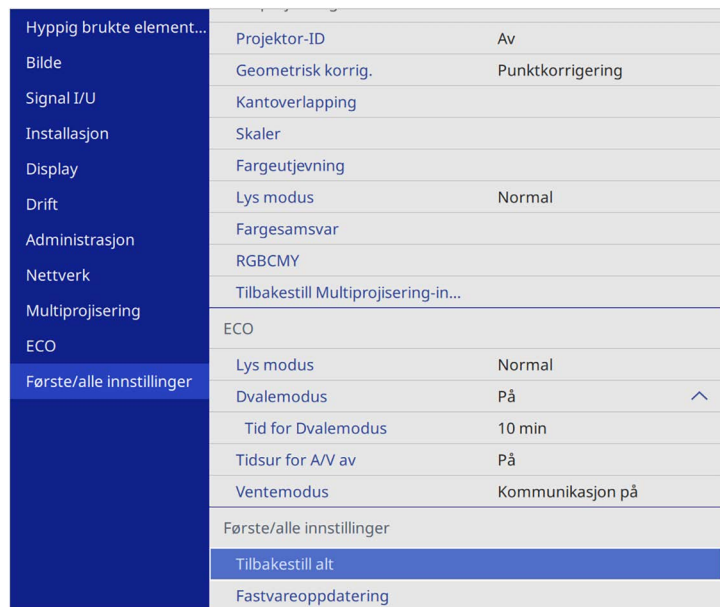 Hyppig brukte element...
Bilde
Signal I/U
Installasjon
Display
Drift
Administrasjon
Nettverk
Multiprojisering
ECO
Første/alle innstillinger
Projektor-ID Av
Geometrisk korrig. Punktkorrigering
Kantoverlapping
Skaler
Fargeutjevning
Lys modus Normal
Fargesamsvar
RGBCMY
Tilbakestill Multiprojisering-in...
ECO
Lys modus Normal
Dvalemodus På
Tid for Dvalemodus 10 min
Tidsur for A/V av På
Ventemodus Kommunikasjon på
Første/alle innstillinger
Tilbakestill alt
Fastvareoppdatering